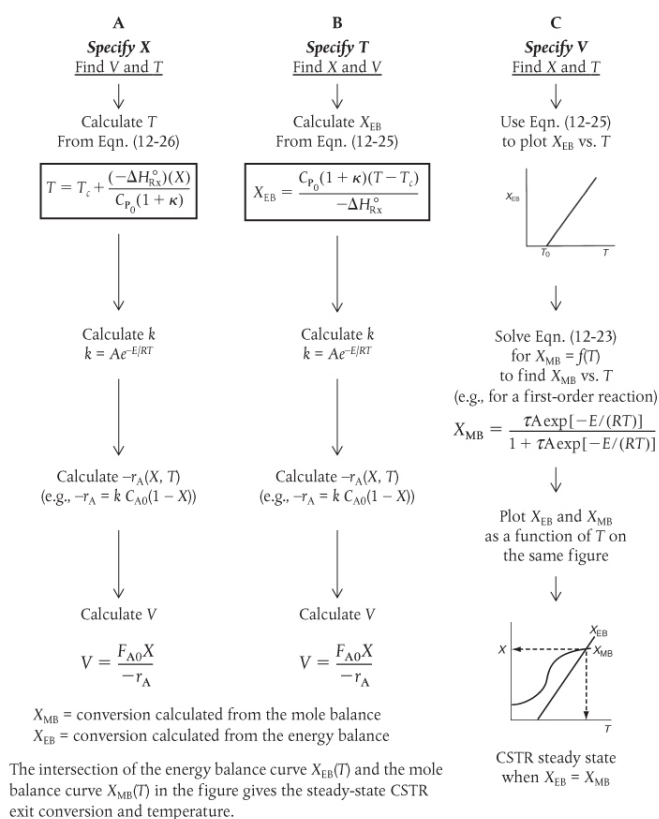 A
Specify X
Find V and T
Calculate T
From Eqn. (12-26)
T = T_c + (−ΔH°_Rx)(X) / C_P0(1 + κ)
Calculate k
k = Ae^−E/RT
Calculate −r_A(X, T)
(e.g., −r_A = k C_A0(1 − X))
Calculate V
V = F_A0X / −r_A
B
Specify T
Find X and V
Calculate X_EB
From Eqn. (12-25)
X_EB = C_P0(1 + κ)(T − T_c) / −ΔH°_Rx
Calculate k
k = Ae^−E/RT
Calculate −r_A(X, T)
(e.g., −r_A = k C_A0(1 − X))
Calculate V
V = F_A0X / −r_A
C
Specify V
Find X and T
Use Eqn. (12-25)
to plot X_EB vs. T
X_EB
T_0
T
Solve Eqn. (12-23)
for X_MB = f(T)
to find X_MB vs. T
(e.g., for a first-order reaction)
X_MB = τAexp[−E/(RT)] / 1 + τAexp[−E/(RT)]
Plot X_EB and X_MB
as a function of T on
the same figure
X_EB
X
X_MB
T
CSTR steady state
when X_EB = X_MB
X_MB = conversion calculated from the mole balance
X_EB = conversion calculated from the energy balance
The intersection of the energy balance curve X_EB(T) and the mole
balance curve X_MB(T) in the figure gives the steady-state CSTR
exit conversion and temperature.